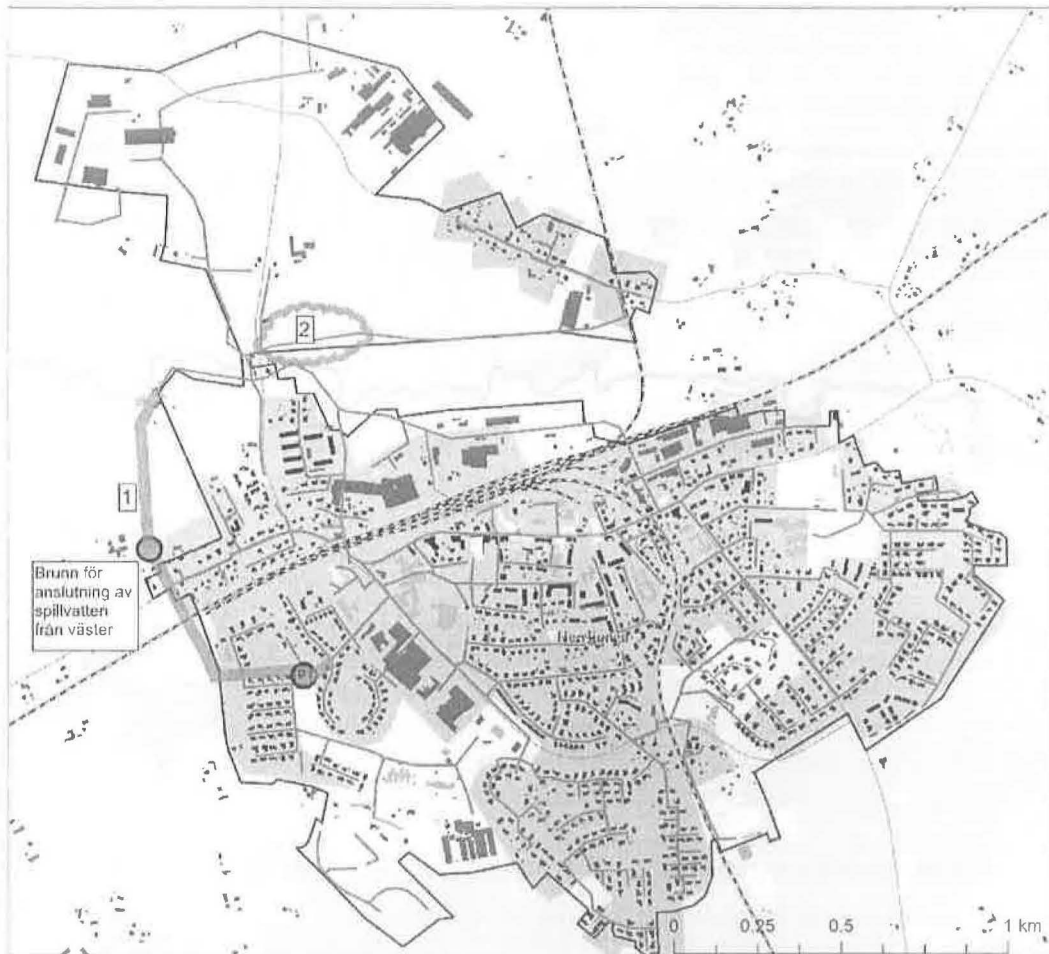 2
1
Brunn för
anslutning av
spillvatten
från väster
P
0 0.25 0.5 1 km